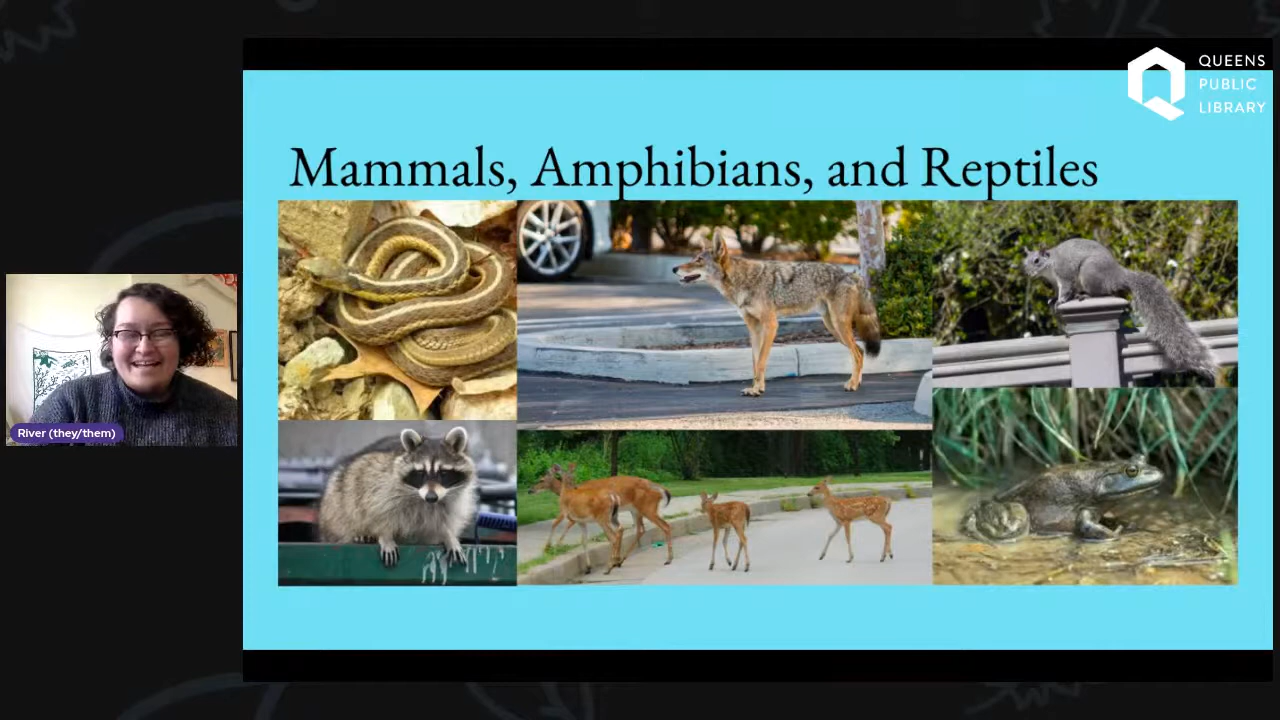 QUEENS
PUBLIC
LIBRARY
Mammals, Amphibians, and Reptiles
River (they/them)